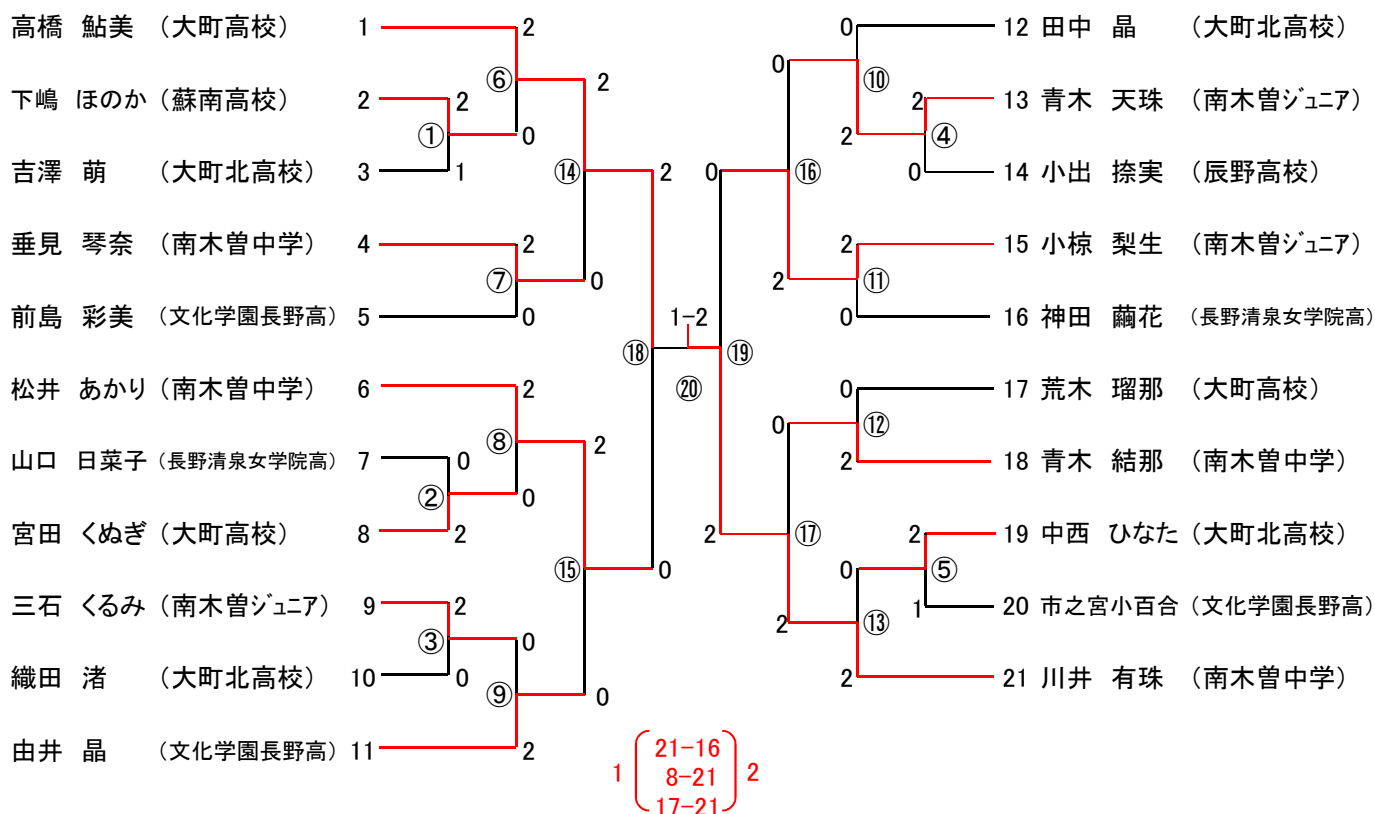 高橋 鮎美 (大町高校) 1 2 0 12 田中 晶 (大町北高校)
⑥ 2 0 ⑩
下嶋 ほのか (蘇南高校) 2 2 2 13 青木 天珠 (南木曽ジュニア)
① 0 2 ④
吉澤 萌 (大町北高校) 3 1 ⑭ 2 0 ⑯ 0 14 小出 捺実 (辰野高校)
垂見 琴奈 (南木曽中学) 4 2 2 15 小椋 梨生 (南木曽ジュニア)
⑦ 0 2 ⑪
前島 彩美 (文化学園長野高) 5 0 1-2 0 16 神田 繭花 (長野清泉女学院高)
⑱ ⑲
松井 あかり (南木曽中学) 6 2 ⑳ 0 17 荒木 瑠那 (大町高校)
⑧ 2 0 ⑫
山口 日菜子 (長野清泉女学院高) 7 0 2 18 青木 結那 (南木曽中学)
② 0
宮田 くぬぎ (大町高校) 8 2 2 ⑰ 2 19 中西 ひなた (大町北高校)
⑮ 0 0 ⑤
三石 くるみ (南木曽ジュニア) 9 2 1 20 市之宮小百合 (文化学園長野高)
③ 0 2 ⑬
織田 渚 (大町北高校) 10 0 2 21 川井 有珠 (南木曽中学)
⑨ 0
由井 晶 (文化学園長野高) 11 2
21-16
1 8-21 2
17-21